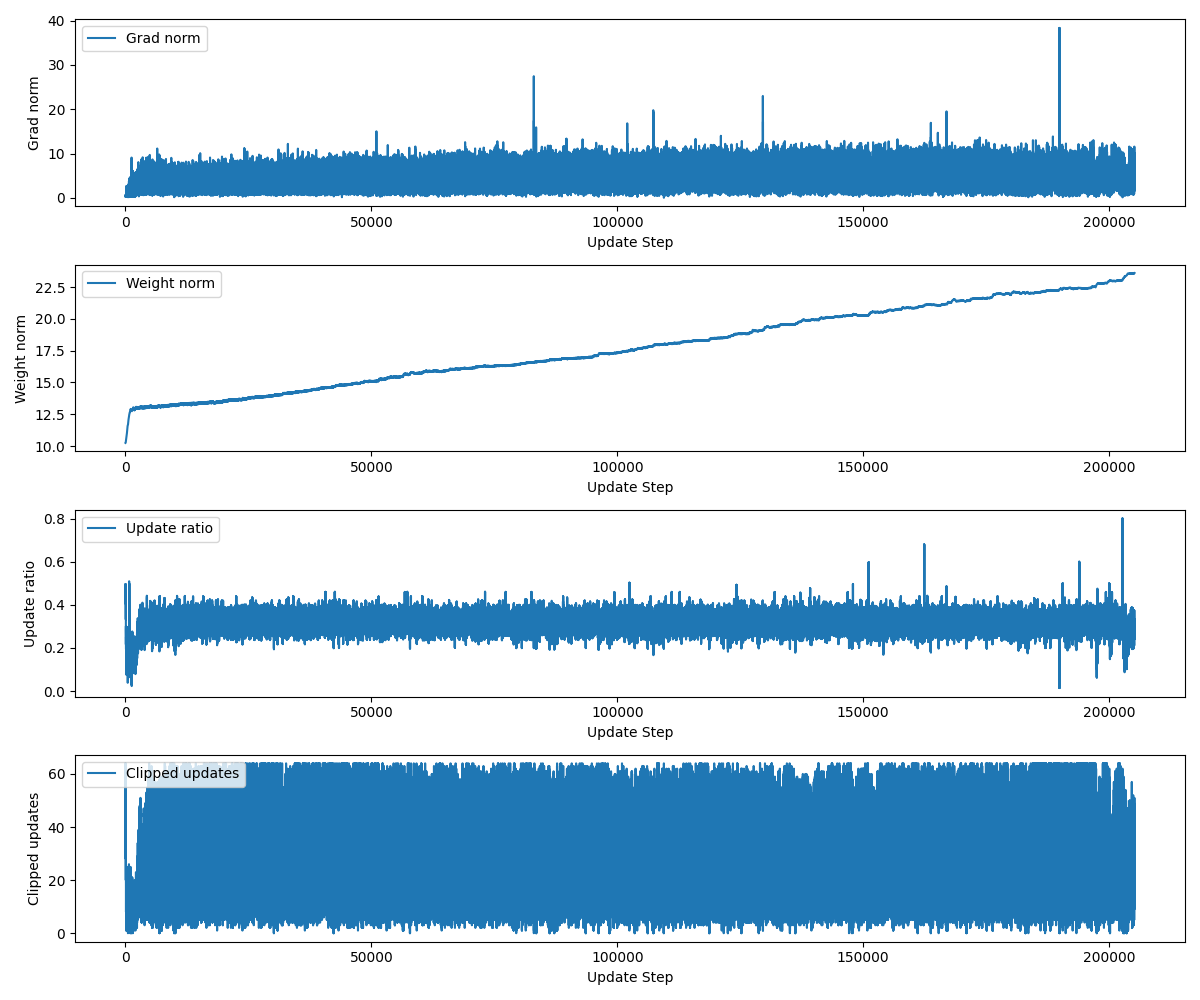 40
30
20
10
0
Grad norm
Grad norm
0 50000 100000 150000 200000
Update Step
22.5
20.0
17.5
15.0
12.5
10.0
Weight norm
Weight norm
0 50000 100000 150000 200000
Update Step
0.8
0.6
0.4
0.2
0.0
Update ratio
Update ratio
0 50000 100000 150000 200000
Update Step
60
40
20
0
Clipped updates
Clipped updates
0 50000 100000 150000 200000
Update Step